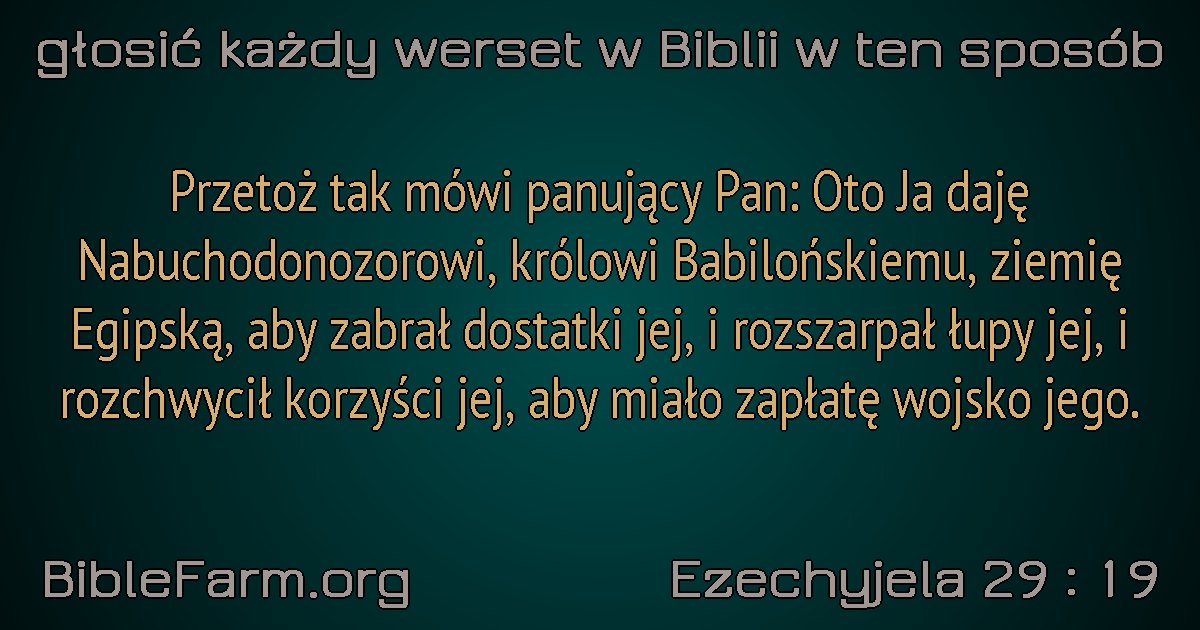 głosić każdy werset w Biblii w ten sposób
Przetoż tak mówi panujący Pan: Oto Ja daję
Nabuchodonozorowi, królowi Babilońskiemu, ziemię
Egipską, aby zabrał dostatki jej, i rozszarpał łupy jej, i
rozchwycił korzyści jej, aby miało zapłatę wojsko jego.
BibleFarm.org
Ezechyjela 29 : 19